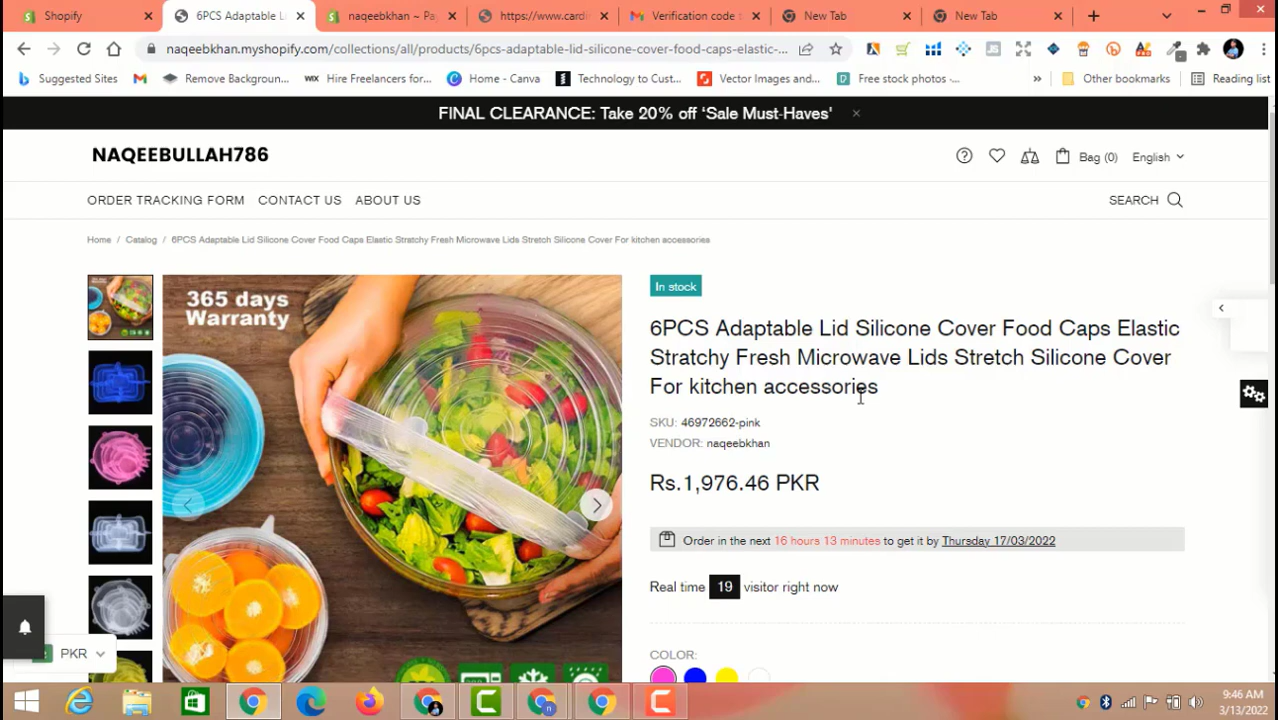 Shopify
6PCS Adaptable L
naqeebkhan ~ Pa
https://www.cardi
Verification code
New Tab
New Tab
naqeebkhan.myshopify.com/collections/all/products/6pcs-adaptable-lid-silicone-cover-food-caps-elastic-...
Suggested Sites
Remove Backgroun...
WIX Hire Freelancers for...
Home - Canva
Technology to Cust...
Vector Images and...
Free stock photos -...
»
Other bookmarks
Reading list
FINAL CLEARANCE: Take 20% off ‘Sale Must-Haves’ ×
NAQEEBULLAH786
Bag (0)
English
ORDER TRACKING FORM CONTACT US ABOUT US
SEARCH
Home / Catalog / 6PCS Adaptable Lid Silicone Cover Food Caps Elastic Stratchy Fresh Microwave Lids Stretch Silicone Cover For kitchen accessories
365 days
Warranty
In stock
6PCS Adaptable Lid Silicone Cover Food Caps Elastic
Stratchy Fresh Microwave Lids Stretch Silicone Cover
For kitchen accessories
SKU: 46972662-pink
VENDOR: naqeebkhan
Rs.1,976.46 PKR
Order in the next 16 hours 13 minutes to get it by Thursday 17/03/2022
Real time 19 visitor right now
COLOR:
PKR
9:46 AM
3/13/2022